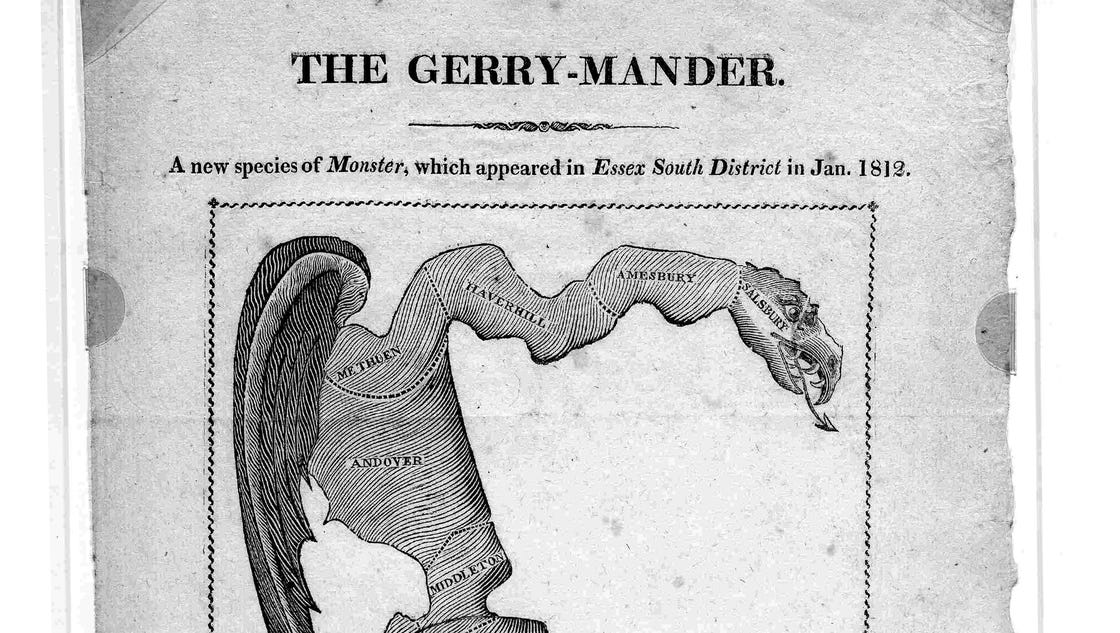 THE GERRY-MANDER.
A new species of Monster, which appeared in Essex South District in Jan. 1812.
AMESBURY
HAVERHILL
SALSBURY
METHUEN
ANDOVER
MIDDLETON